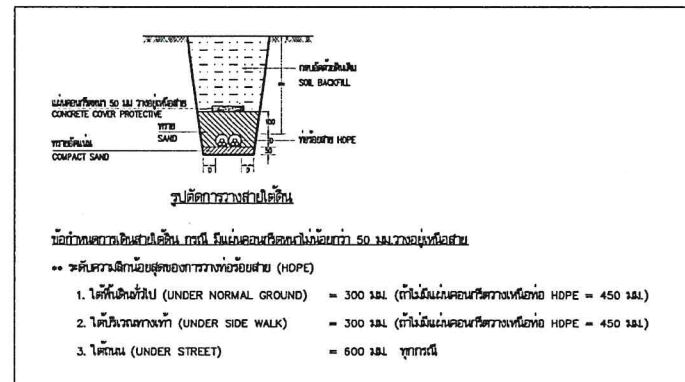 กลบอัดด้วยดินเดิม
SOIL BACKFILL
แผ่นคอนกรีตหนา 50 มม วางอยู่เหนือสาย
CONCRETE COVER PROTECTIVE
100
ทราย
SAND
D
ท่อร้อยสาย HDPE
ทรายอัดแน่น
COMPACT SAND
50
D
D
รูปตัดการวางสายใต้ดิน
ข้อกำหนดการเดินสายใต้ดิน กรณี มีแผ่นคอนกรีตหนาไม่น้อยกว่า 50 มม.วางอยู่เหนือสาย
•• ระดับความลึกน้อยสุดของการวางท่อร้อยสาย (HDPE)
1. ใต้พื้นดินทั่วไป (UNDER NORMAL GROUND) = 300 มม. (ถ้าไม่มีแผ่นคอนกรีตวางเหนือท่อ HDPE = 450 มม.)
2. ใต้บริเวณทางเท้า (UNDER SIDE WALK) = 300 มม. (ถ้าไม่มีแผ่นคอนกรีตวางเหนือท่อ HDPE = 450 มม.)
3. ใต้ถนน (UNDER STREET) = 600 มม. ทุกกรณี